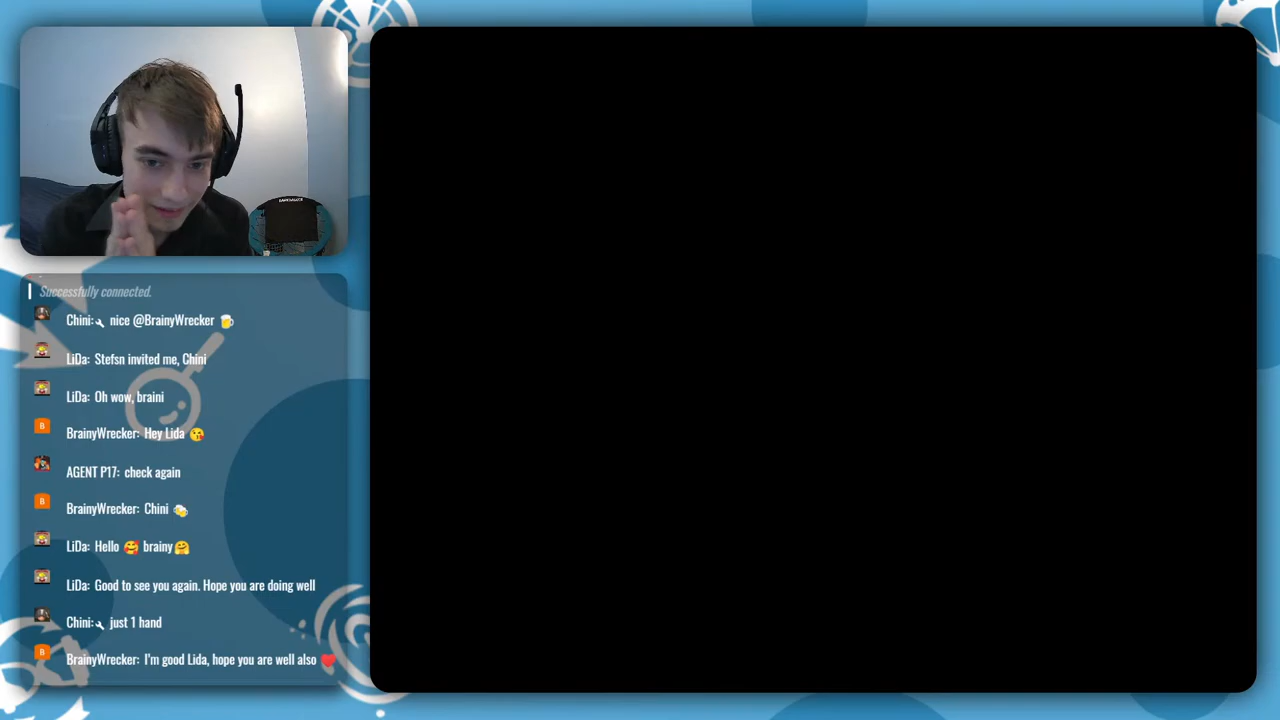 Successfully connected.
Chini: nice @BrainyWrecker 🍺
LiDa: Stefsn invited me, Chini
LiDa: Oh wow, braini
BrainyWrecker: Hey Lida 😘
AGENT P17: check again
BrainyWrecker: Chini 🍻
LiDa: Hello 🥰 brainy🤗
LiDa: Good to see you again. Hope you are doing well
Chini: just 1 hand
BrainyWrecker: I'm good Lida, hope you are well also ❤️